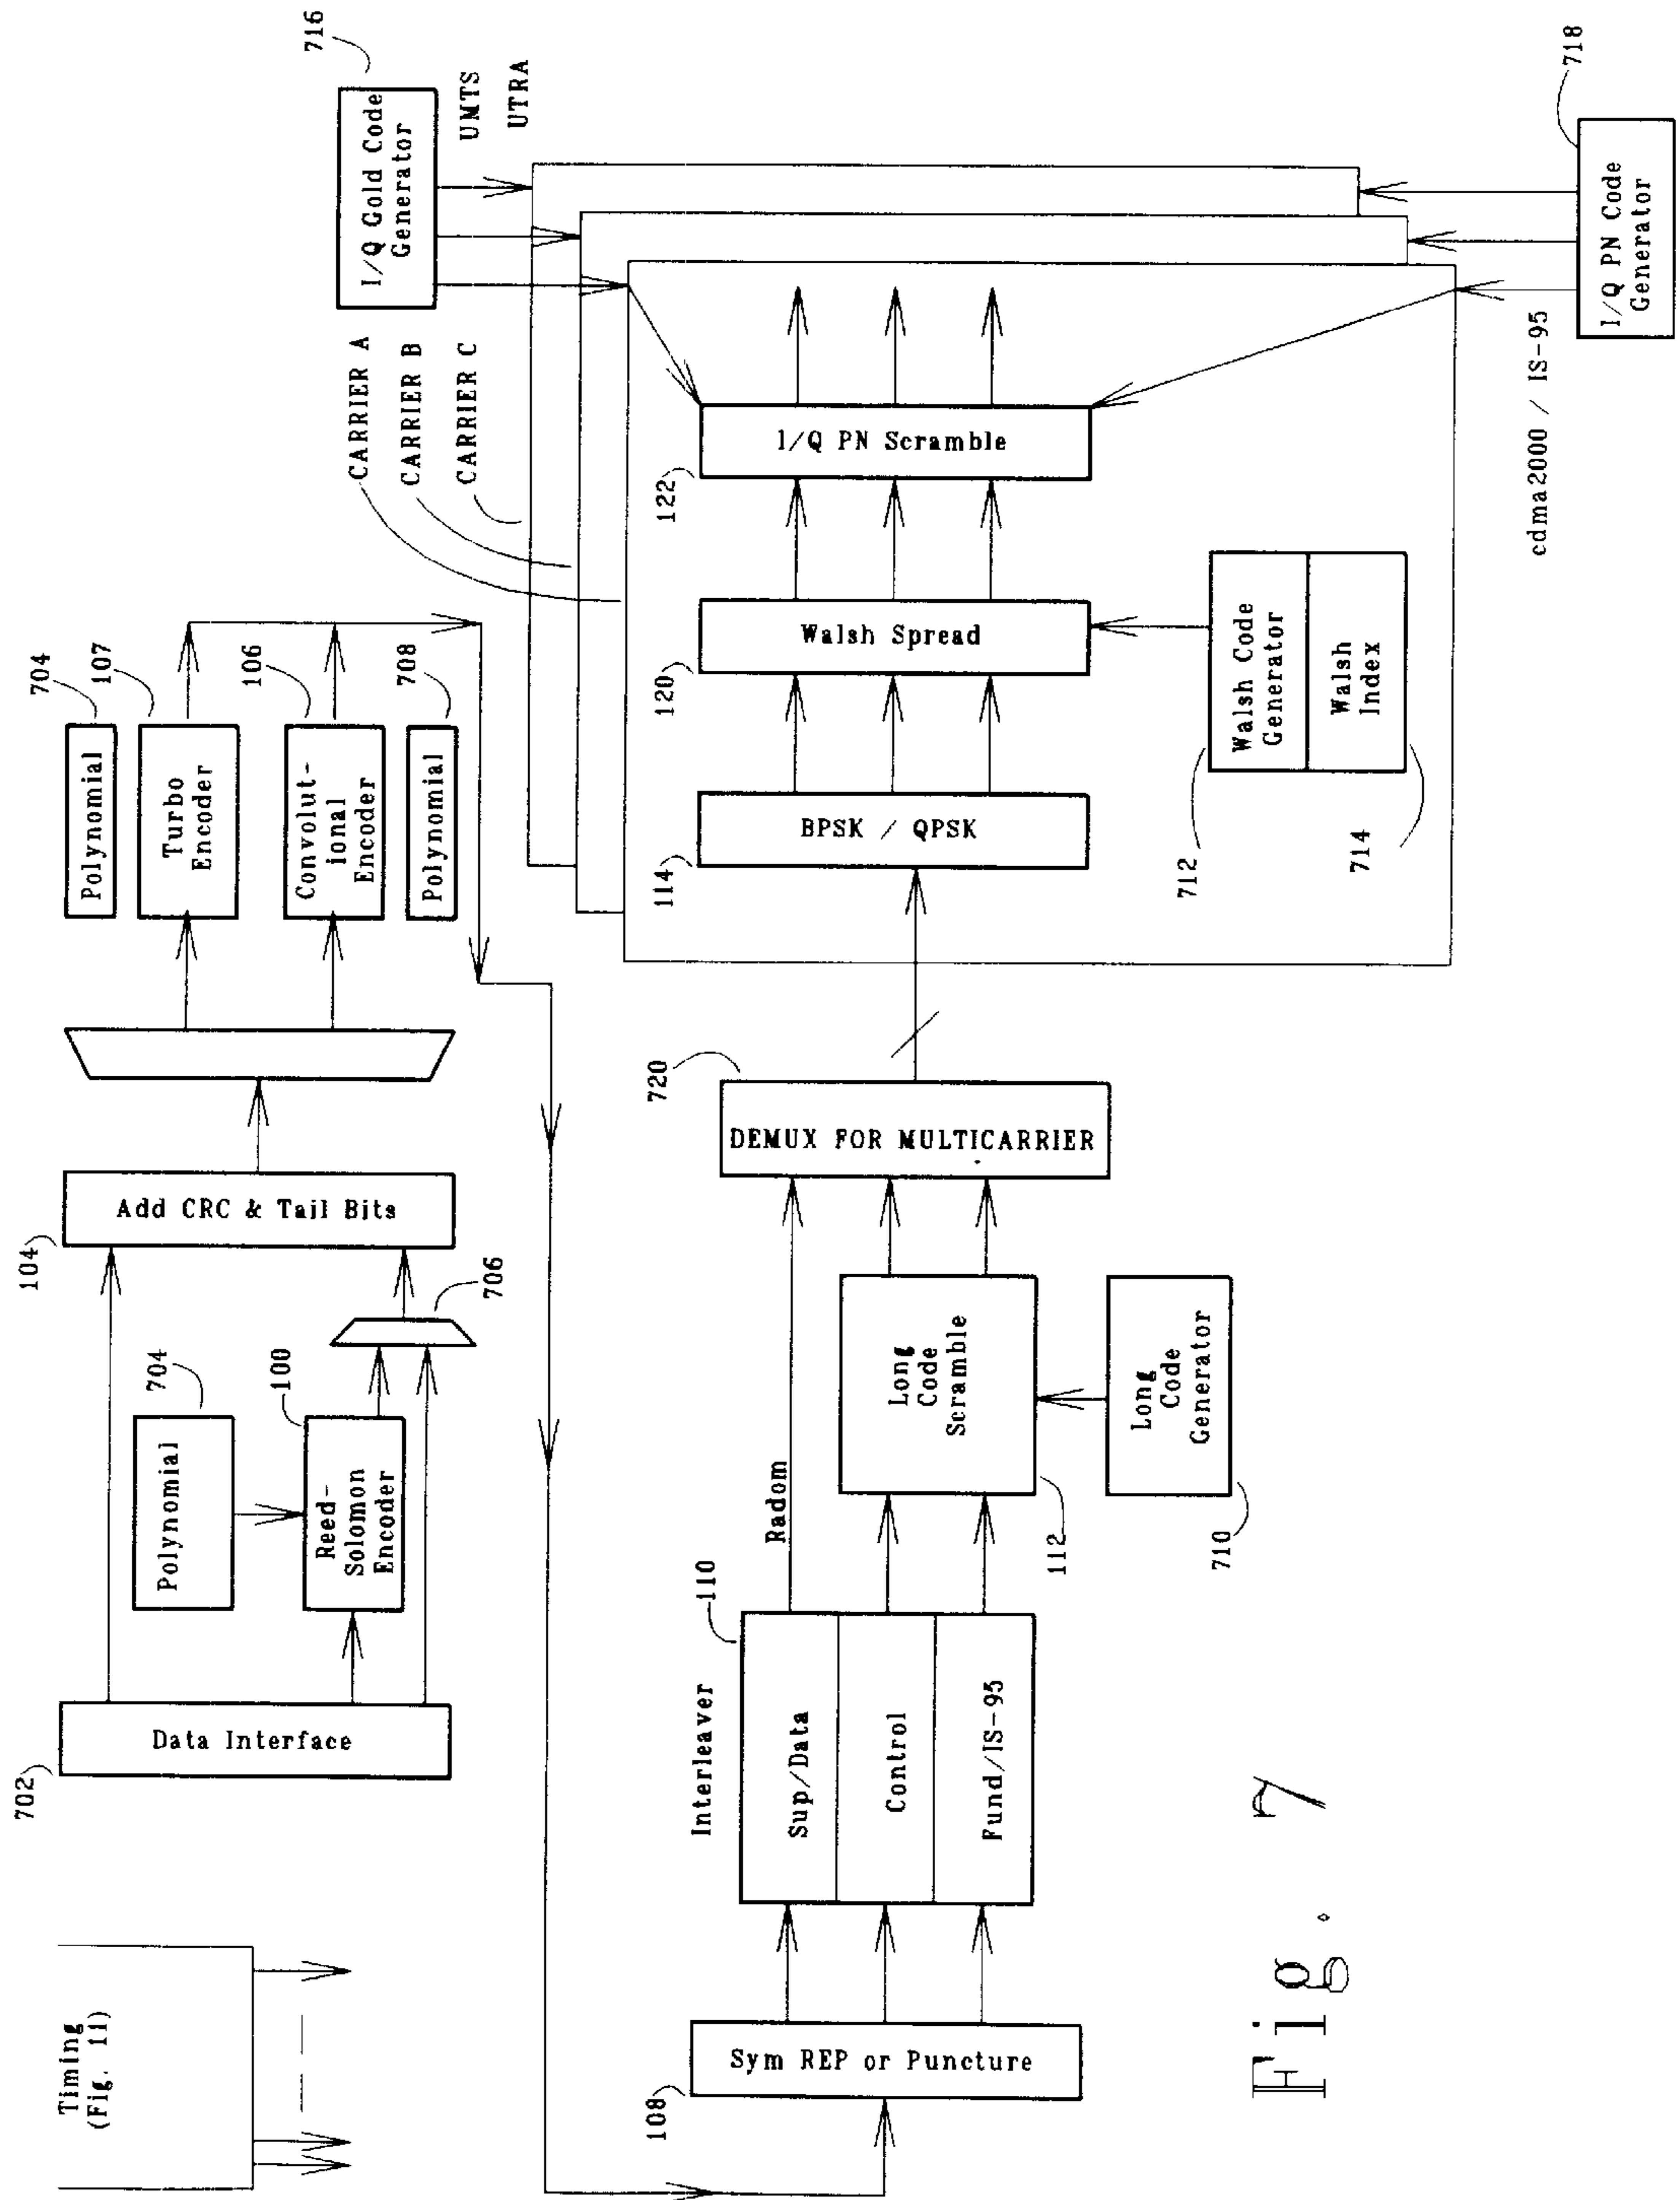 Timing
(Fig. 11)
702
Data Interface
704
Polynomial
100
Reed-
Solomon
Encoder
706
104
Add CRC & Tail Bits
Polynomial
704
Turbo
Encoder
107
Convolut-
ional
Encoder
106
Polynomial
708
108
Sym REP or Puncture
Interleaver
110
Sup/Data
Control
Fund/IS-95
Radom
Long
Code
Scramble
112
Long
Code
Generator
710
720
DEMUX FOR MULTICARRIER
CARRIER A
CARRIER B
CARRIER C
114
BPSK / QPSK
120
Walsh Spread
122
I/Q PN Scramble
712
Walsh Code
Generator
Walsh
Index
714
I/Q Gold Code
Generator
716
UMTS
UTRA
cdma2000 / IS-95
I/Q PN Code
Generator
718
Fig. 7